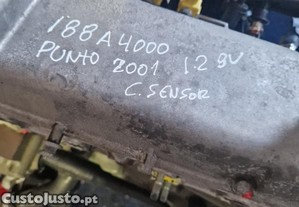 188A4000
PUNTO 2001 1.2 8V
C. SENSOR
CustoJusto.pt